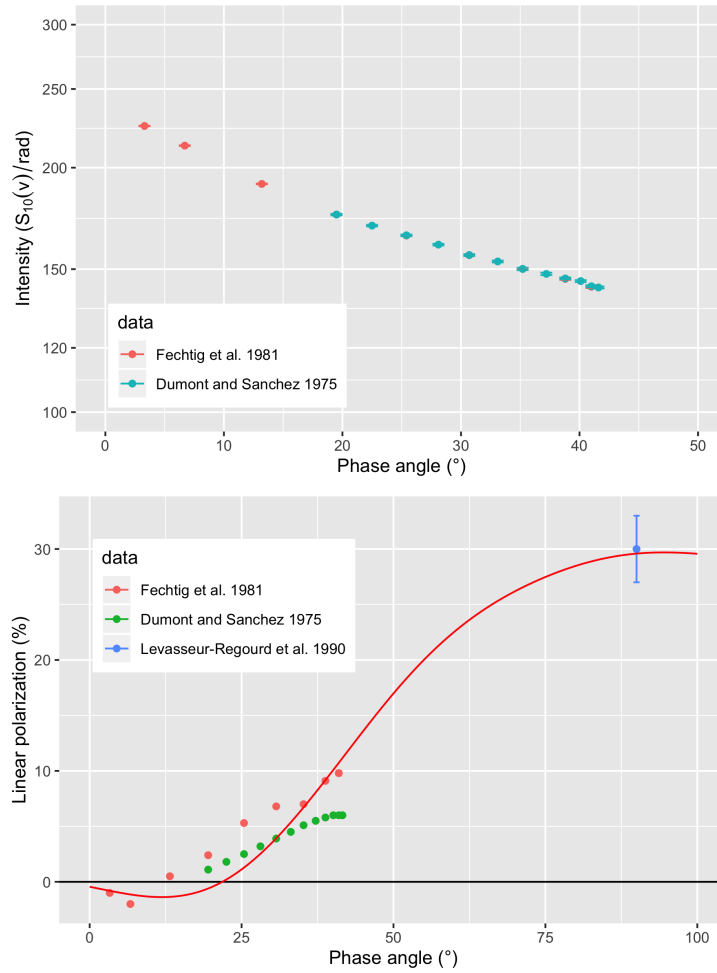 300
250
200
150
120
100
Intensity (S10(v)/rad)
data
Fechtig et al. 1981
Dumont and Sanchez 1975
0 10 20 30 40 50
Phase angle (°)
30
20
10
0
Linear polarization (%)
data
Fechtig et al. 1981
Dumont and Sanchez 1975
Levasseur-Regourd et al. 1990
0 25 50 75 100
Phase angle (°)